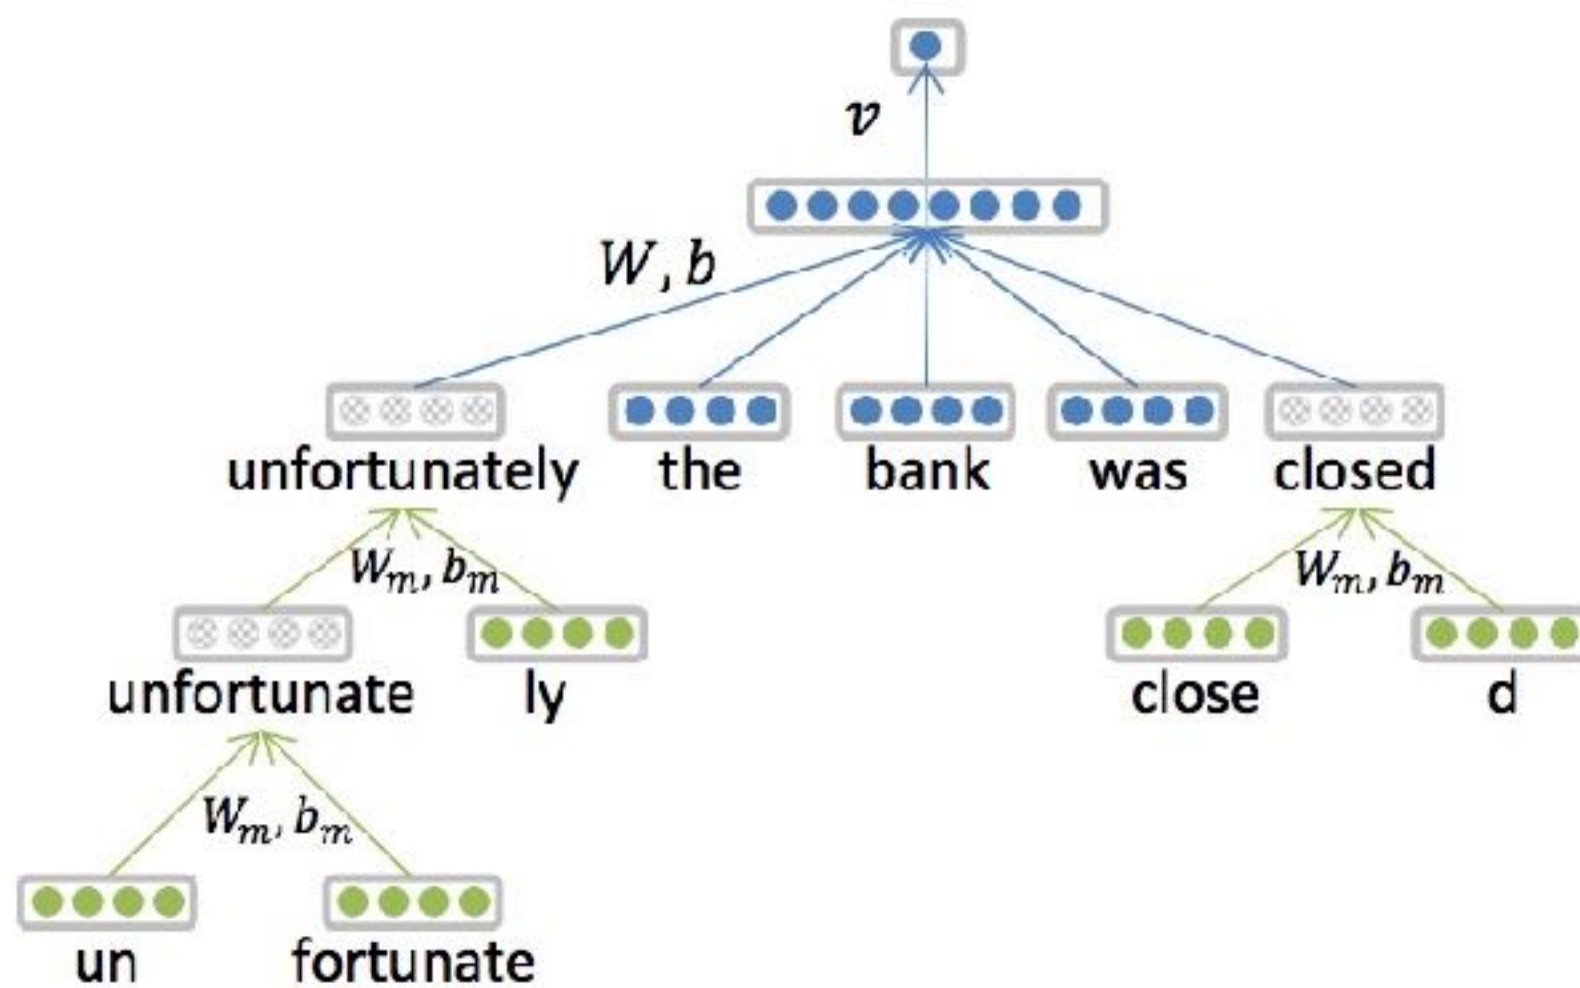 v
W, b
unfortunately the bank was closed
Wₘ, bₘ Wₘ, bₘ
unfortunate ly close d
Wₘ, bₘ
un fortunate